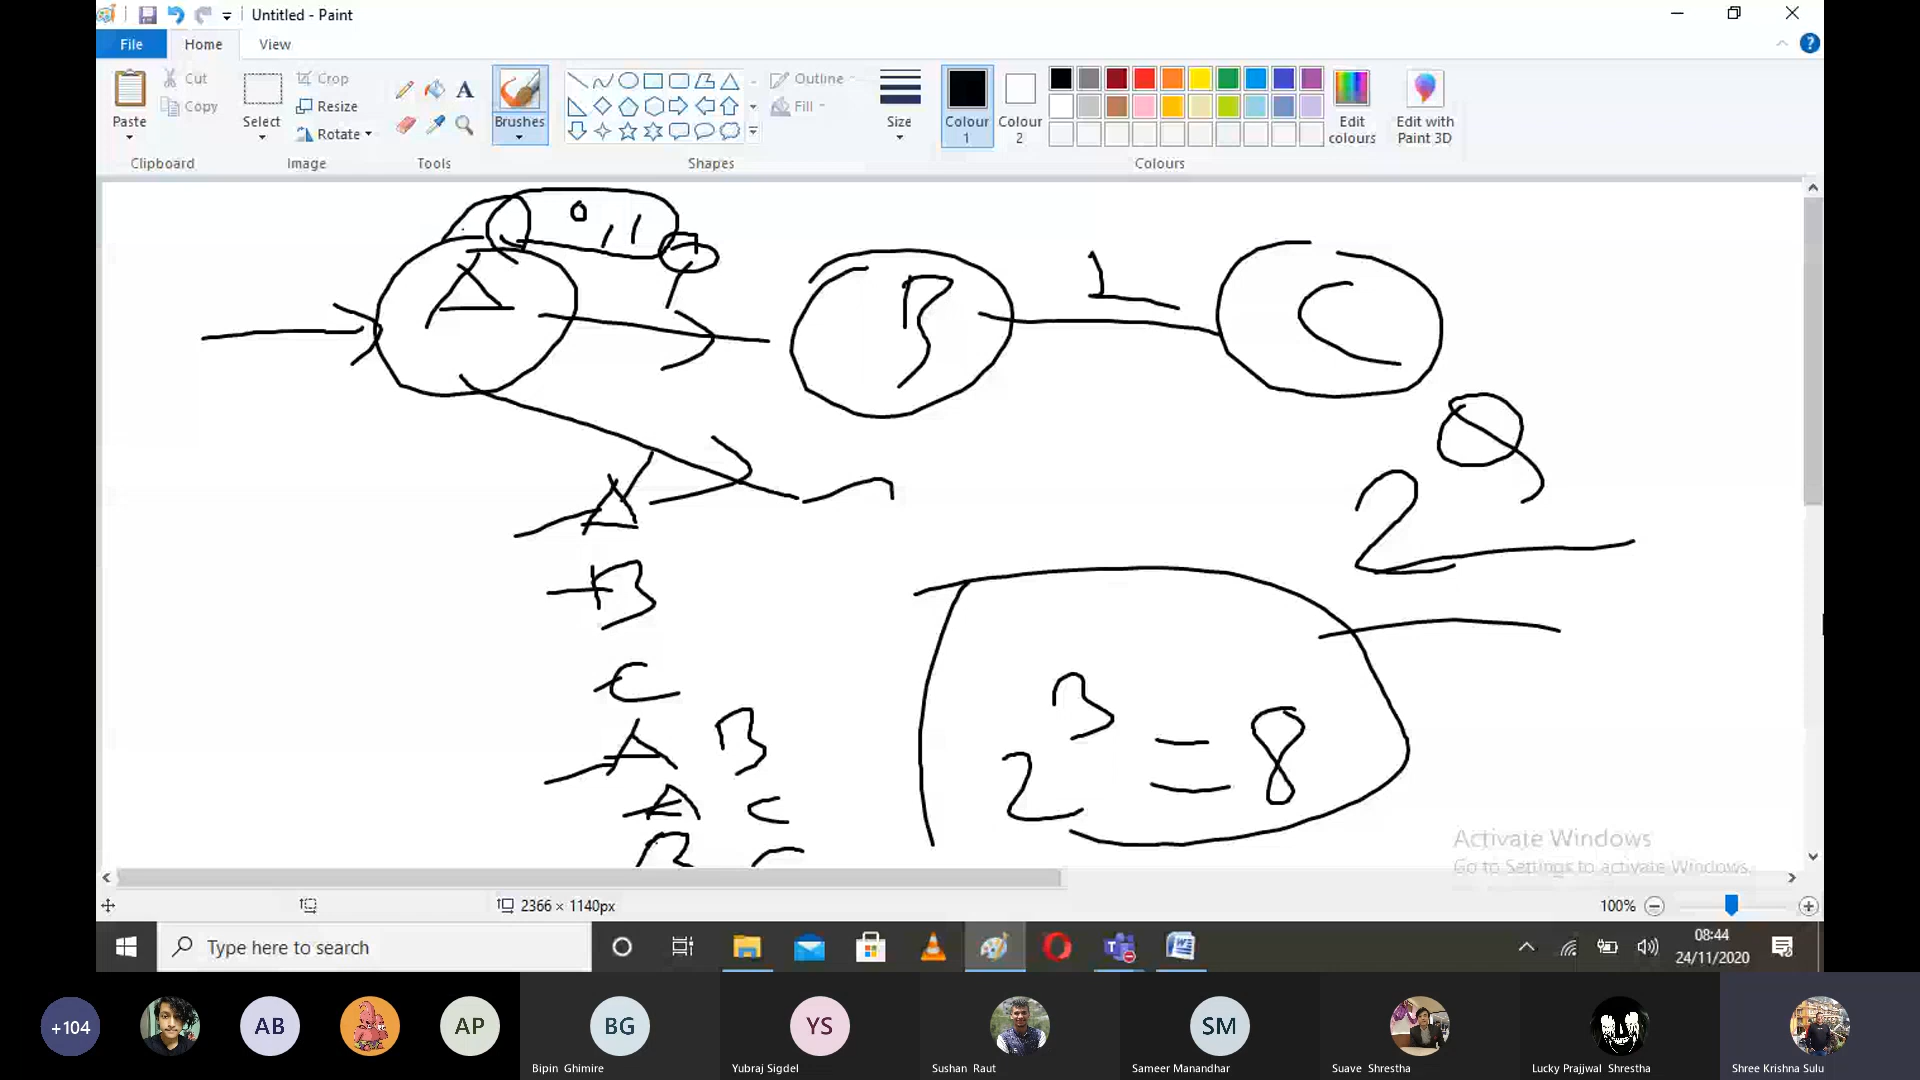 Untitled - Paint
File Home View
Paste Cut Copy
Clipboard
Select Crop Resize Rotate
Image
A
Tools
Brushes
Outline Fill
Shapes
Size
Colour 1 Colour 2
Edit colours
Colours
Edit with Paint 3D
0, 1
A B 1 C
Q
2
A
B
C
A B
A C
B C
3
2 = 8
Activate Windows
Go to Settings to activate Windows.
2366 × 1140px 100%
Type here to search
08:44
24/11/2020
+104 AB AP BG YS SM
Bipin Ghimire Yubraj Sigdel Sushan Raut Sameer Manandhar Suave Shrestha Lucky Prajjwal Shrestha Shree Krishna Sulu